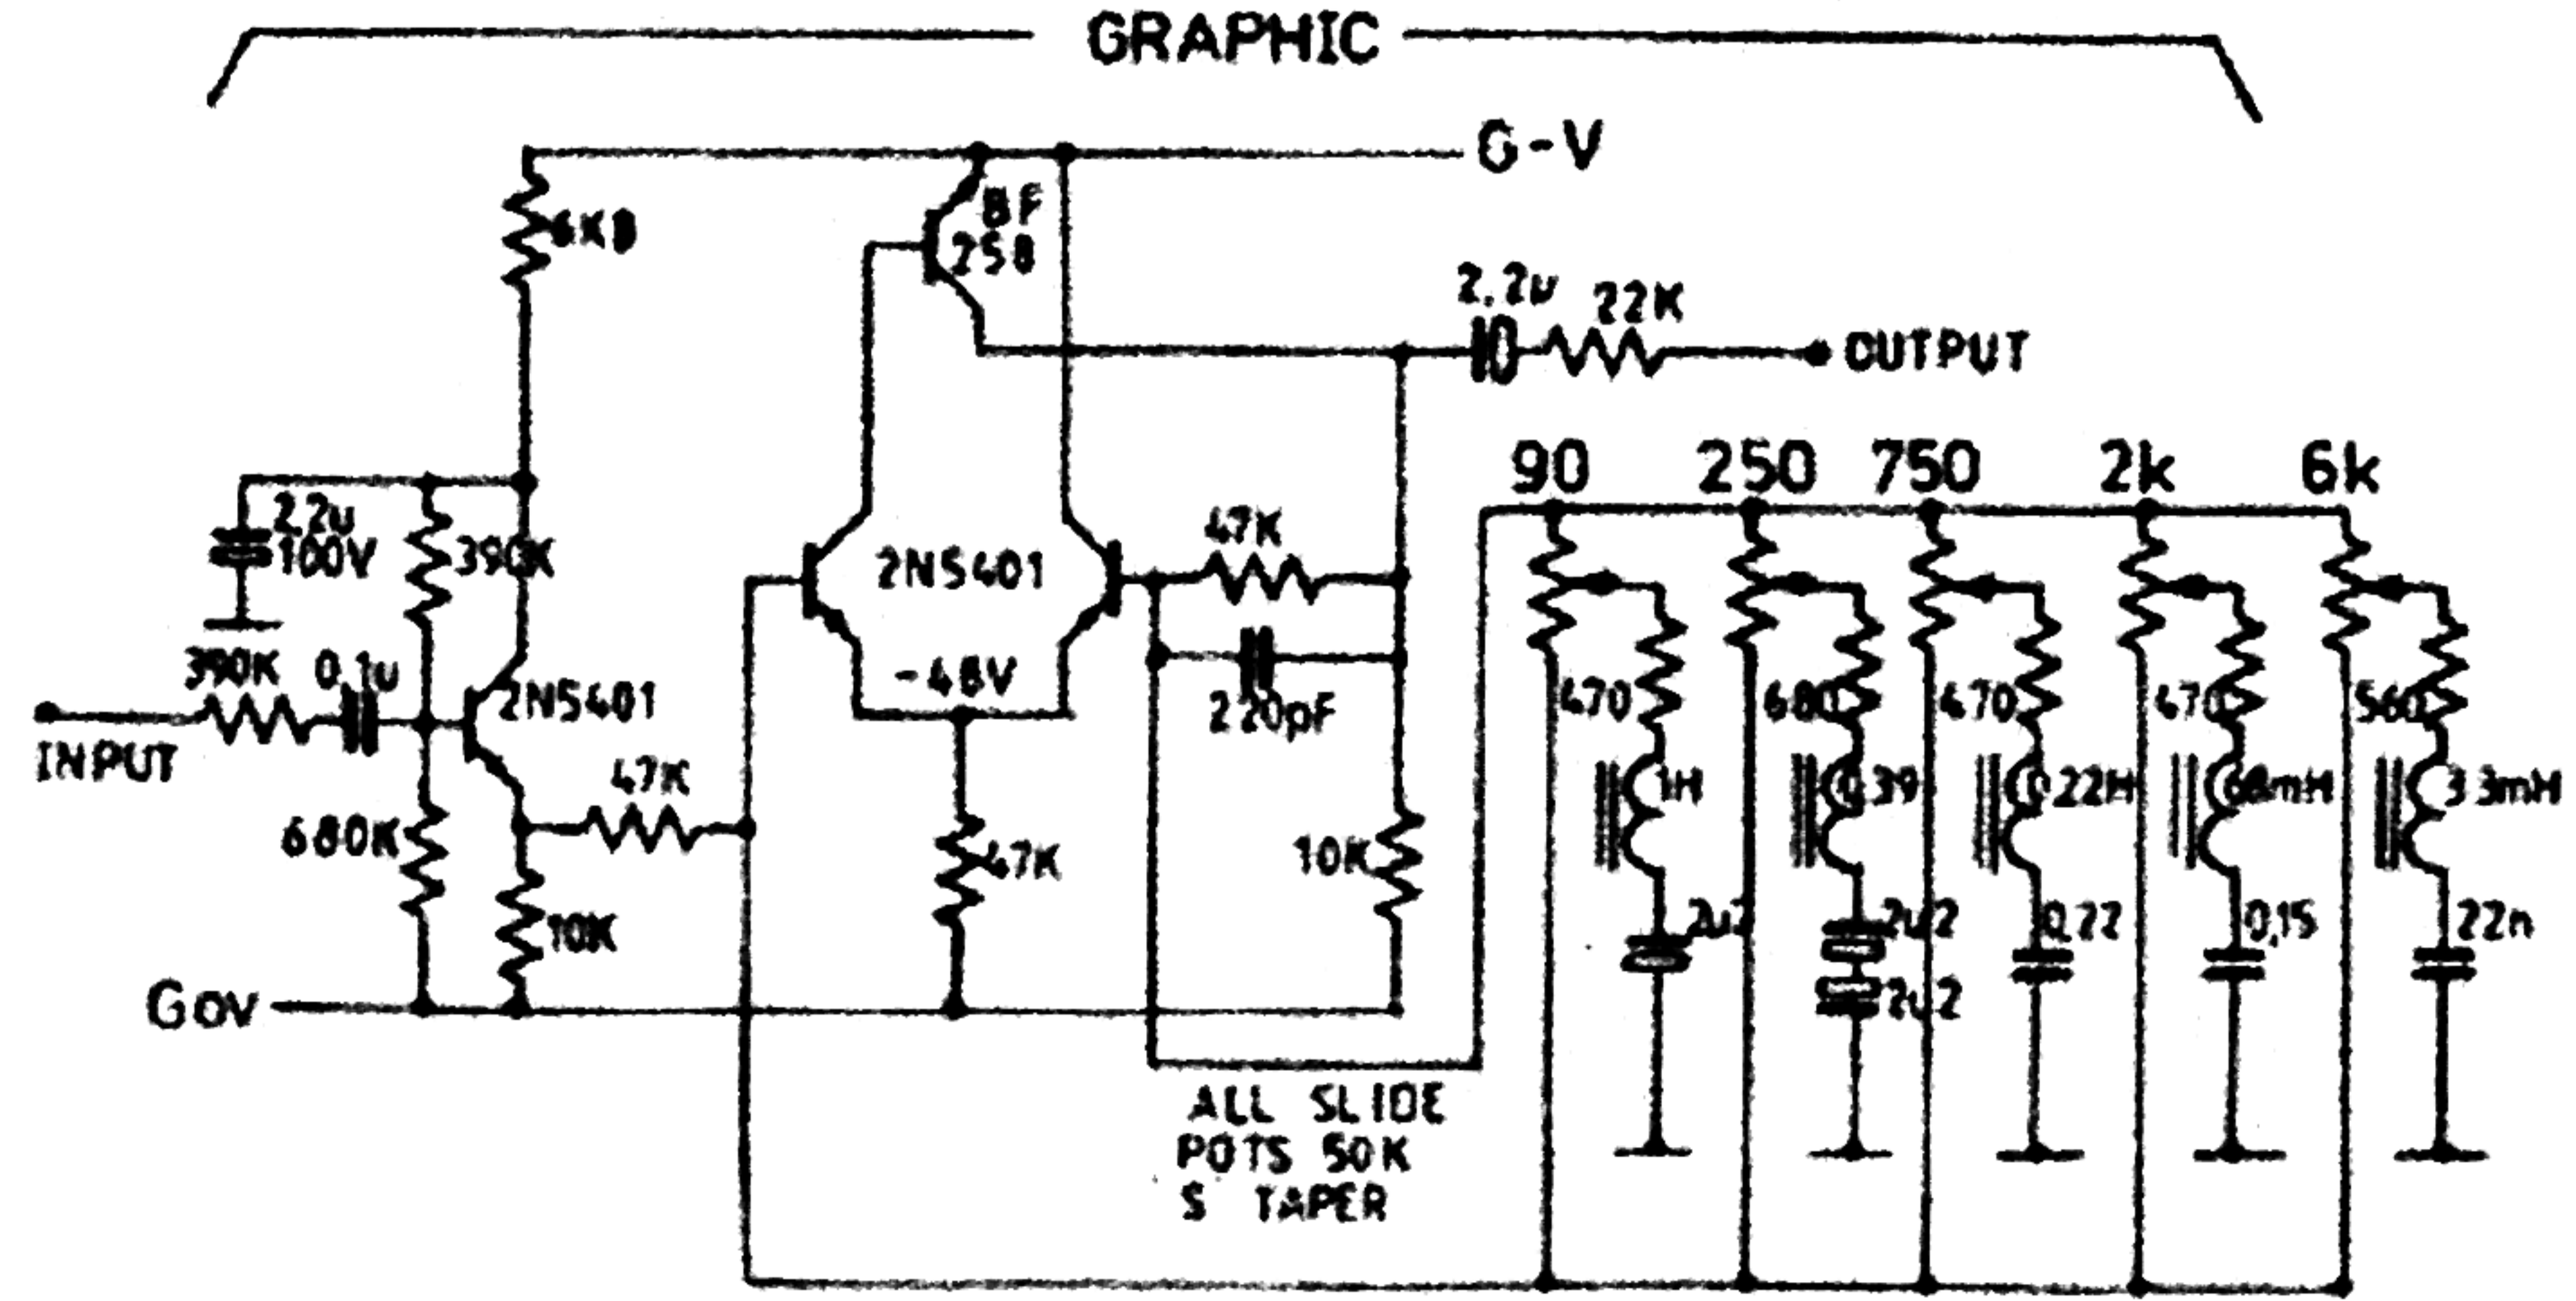 GRAPHIC
G-V
6K8
BF
258
2.2u
22K
OUTPUT
90
250
750
2k
6k
2.2u
100V
390K
2N5401
47K
390K
0.1u
2N5401
-48V
220pF
INPUT
470
680
470
470
560
47K
1H
0.39
0.22H
68mH
33mH
680K
47K
10K
10K
2u2
2u2
0.22
0.15
22n
2u2
G0V
ALL SLIDE
POTS 50K
S TAPER